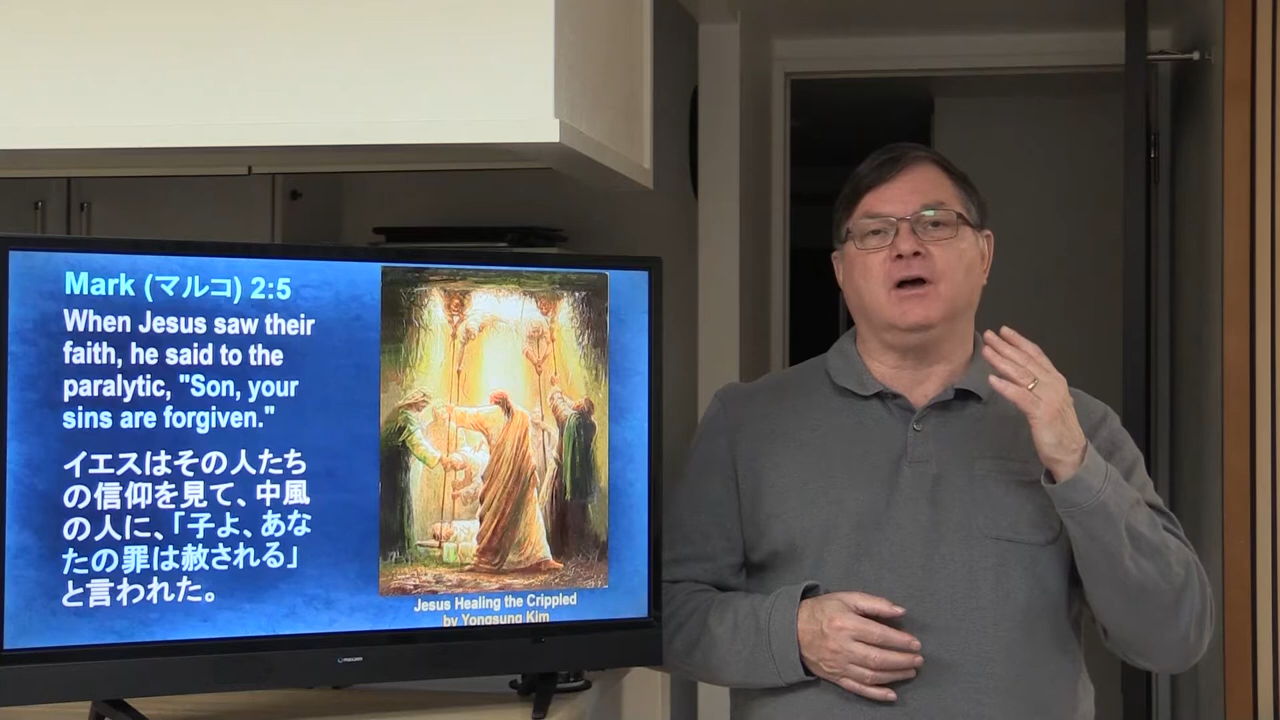 Mark (マルコ) 2:5
When Jesus saw their
faith, he said to the
paralytic, "Son, your
sins are forgiven."
イエスはその人たち
の信仰を見て、中風
の人に、「子よ、あな
たの罪は赦される」
と言われた。
Jesus Healing the Crippled
by Yongsung Kim